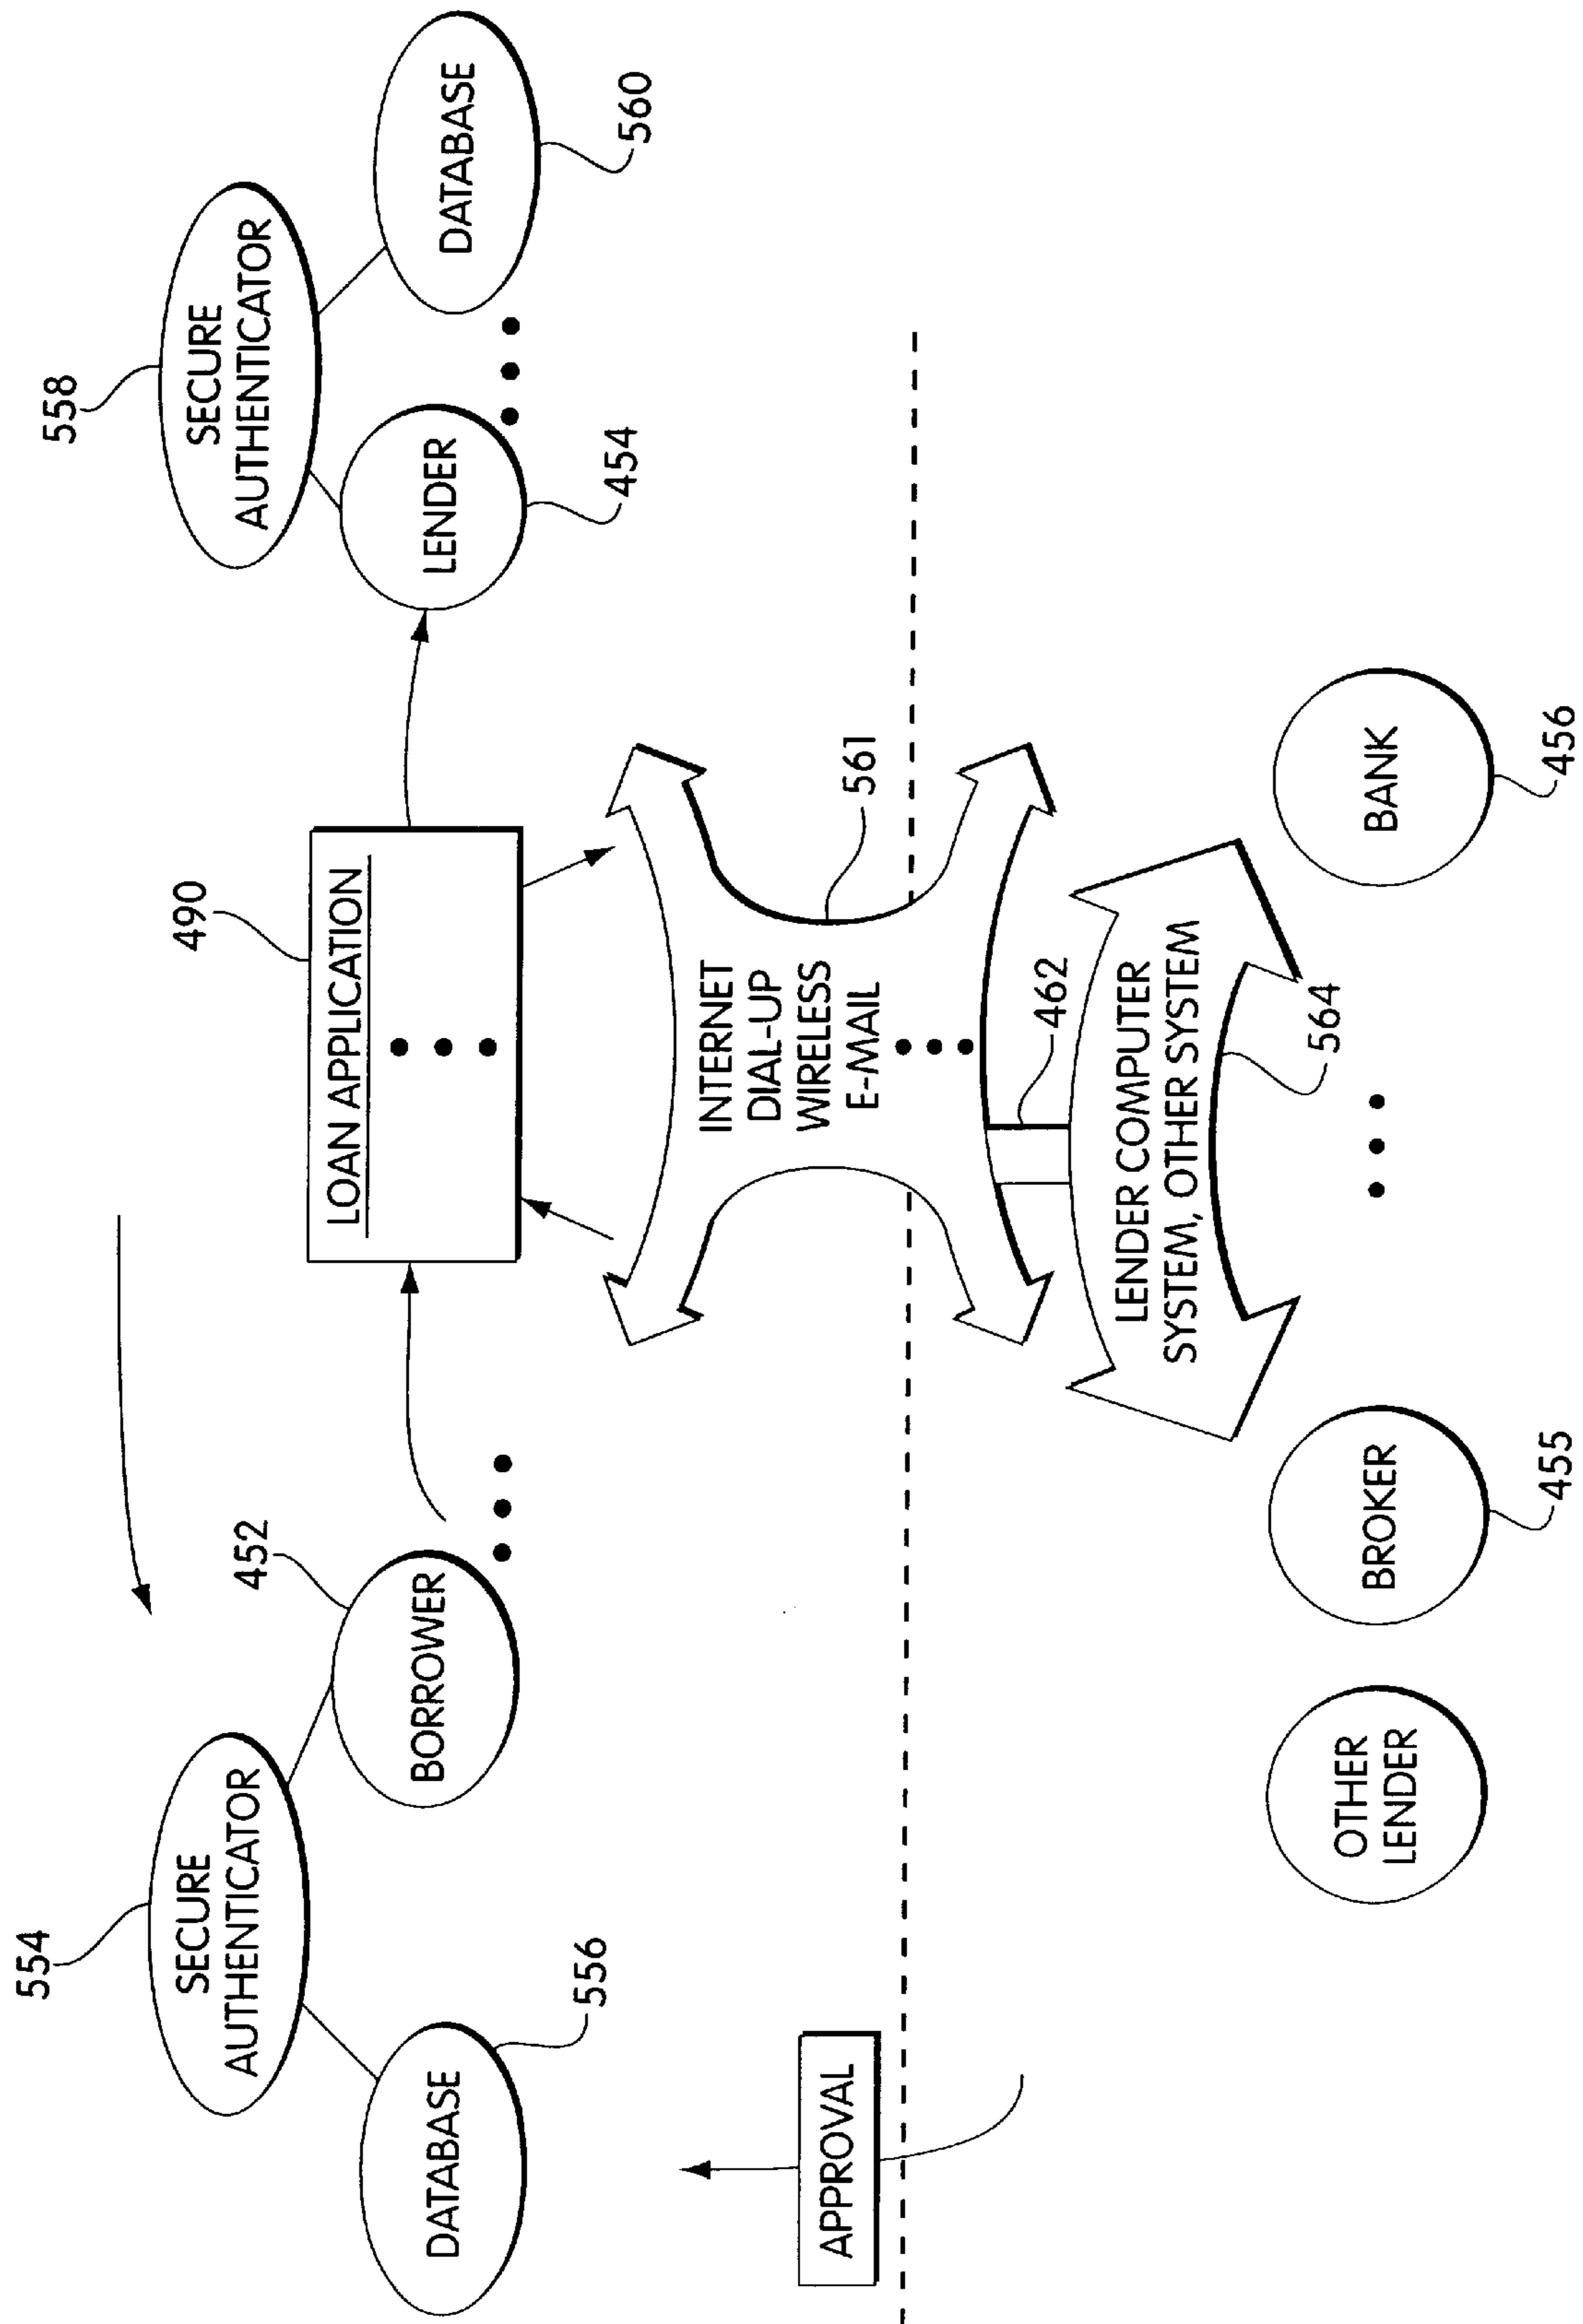 554
SECURE
AUTHENTICATOR
DATABASE
556
452
BORROWER
490
LOAN APPLICATION
558
SECURE
AUTHENTICATOR
LENDER
454
DATABASE
560
INTERNET
DIAL-UP
WIRELESS
E-MAIL
561
462
APPROVAL
LENDER COMPUTER
SYSTEM, OTHER SYSTEM
564
OTHER
LENDER
BROKER
455
BANK
456